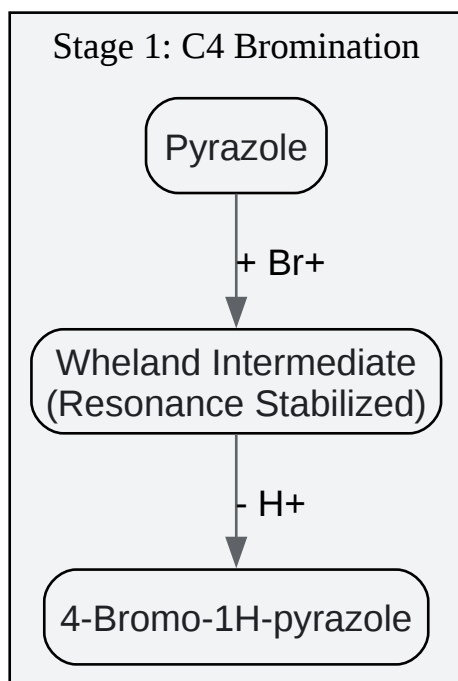 Stage 1: C4 Bromination
Pyrazole
+ Br+
Wheland Intermediate
(Resonance Stabilized)
- H+
4-Bromo-1H-pyrazole